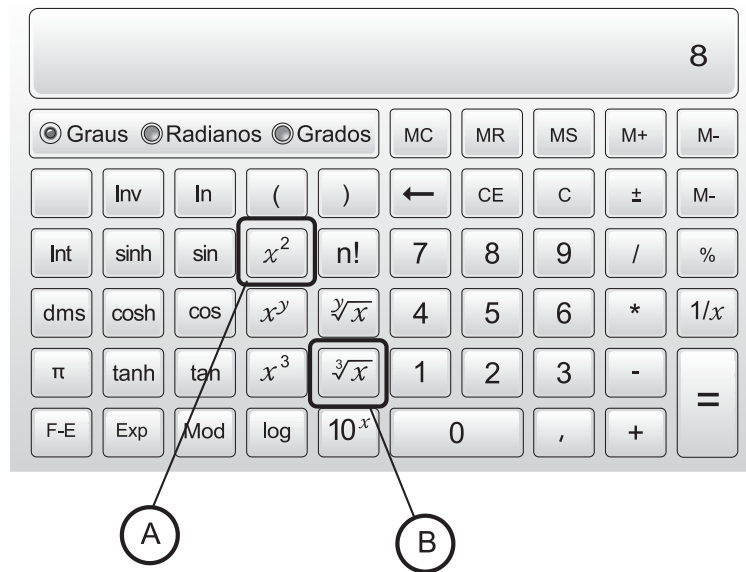 8
Graus Radianos Grados MC MR MS M+ M-
Inv In ( ) ← CE C ± M-
Int sinh sin x² n! 7 8 9 / %
dms cosh cos xʸ ʸ√x 4 5 6 * 1/x
π tanh tan x³ ³√x 1 2 3 - =
F-E Exp Mod log 10ˣ 0 , +
A B